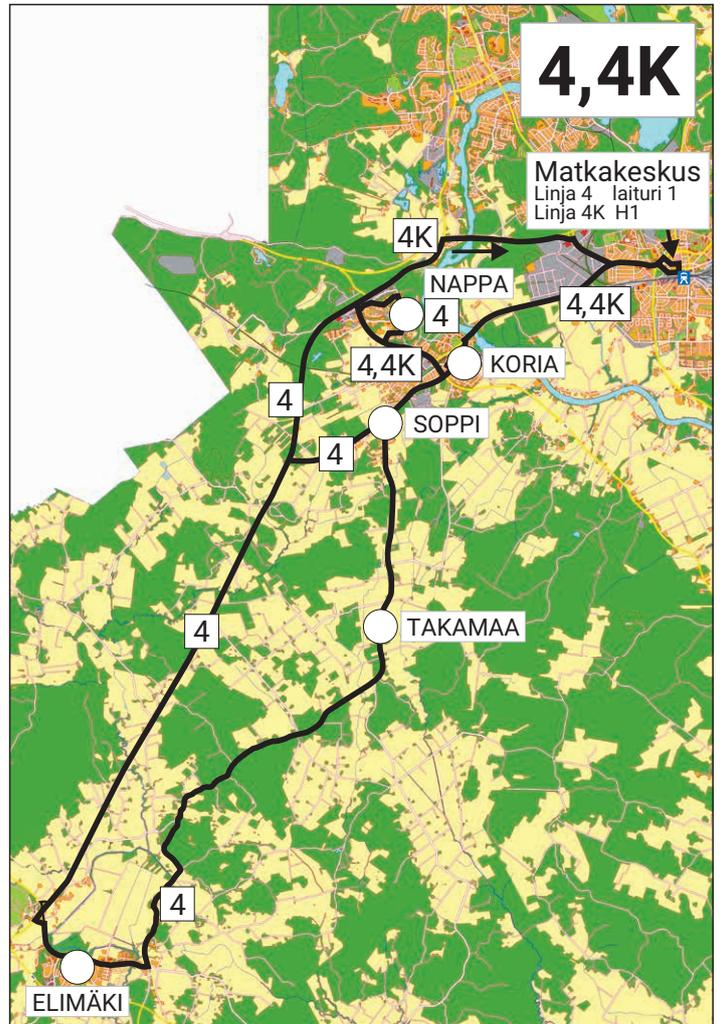 4,4K
Matkakeskus
Linja 4 laituri 1
Linja 4K H1
4K
NAPPA
4
4,4K
4,4K
KORIA
4
SOPPI
4
4
TAKAMAA
4
ELIMÄKI